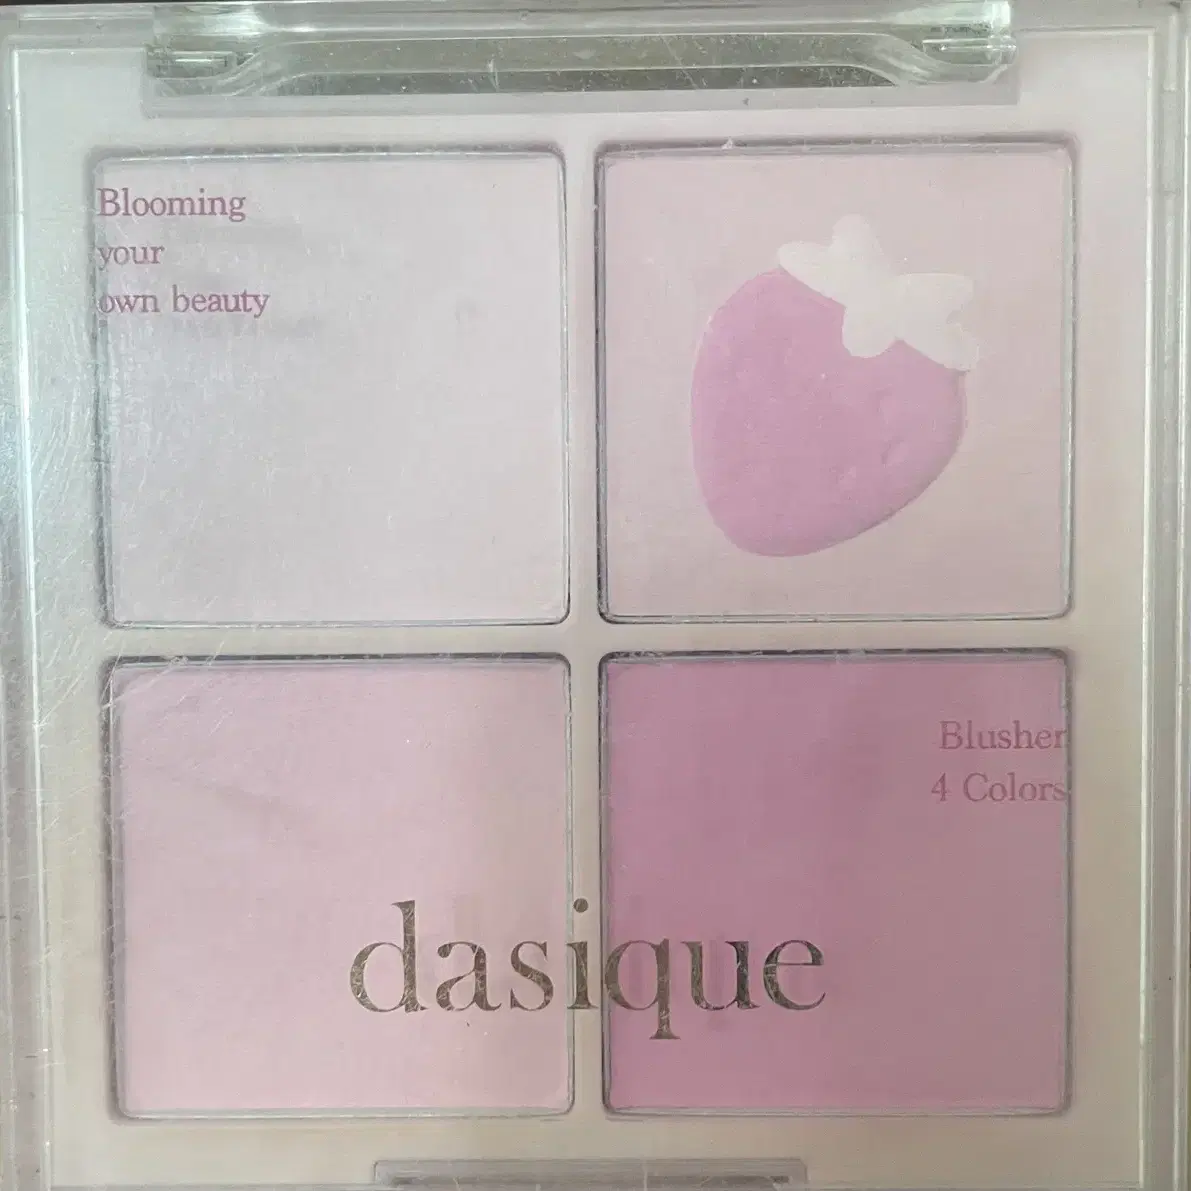 Blooming
your
own beauty
Blusher
4 Colors
dasique